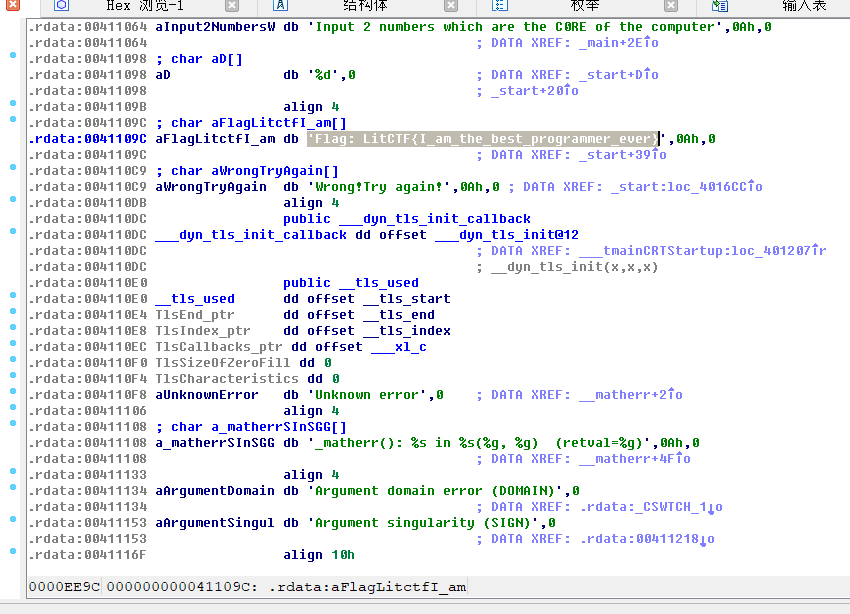 Hex 浏览-1 结构体 枚举 输入表
.rdata:00411064 aInput2NumbersW db 'Input 2 numbers which are the C0RE of the computer',0Ah,0
.rdata:00411064 ; DATA XREF: _main+2E↑o
.rdata:00411098 ; char aD[]
.rdata:00411098 aD db '%d',0 ; DATA XREF: _start+D↑o
.rdata:00411098 ; _start+20↑o
.rdata:0041109B align 4
.rdata:0041109C ; char aFlagLitctfI_am[]
.rdata:0041109C aFlagLitctfI_am db 'Flag: LitCTF{I_am_the_best_programmer_ever}',0Ah,0
.rdata:0041109C ; DATA XREF: _start+39↑o
.rdata:004110C9 ; char aWrongTryAgain[]
.rdata:004110C9 aWrongTryAgain db 'Wrong!Try again!',0Ah,0 ; DATA XREF: _start:loc_4016CC↑o
.rdata:004110DB align 4
.rdata:004110DC public ___dyn_tls_init_callback
.rdata:004110DC ___dyn_tls_init_callback dd offset ___dyn_tls_init@12
.rdata:004110DC ; DATA XREF: ___tmainCRTStartup:loc_401207↑r
.rdata:004110DC ; __dyn_tls_init(x,x,x)
.rdata:004110E0 public __tls_used
.rdata:004110E0 __tls_used dd offset __tls_start
.rdata:004110E4 TlsEnd_ptr dd offset __tls_end
.rdata:004110E8 TlsIndex_ptr dd offset __tls_index
.rdata:004110EC TlsCallbacks_ptr dd offset ___xl_c
.rdata:004110F0 TlsSizeOfZeroFill dd 0
.rdata:004110F4 TlsCharacteristics dd 0
.rdata:004110F8 aUnknownError db 'Unknown error',0 ; DATA XREF: __matherr+2↑o
.rdata:00411106 align 4
.rdata:00411108 ; char a_matherrSInSGG[]
.rdata:00411108 a_matherrSInSGG db '_matherr(): %s in %s(%g, %g)  (retval=%g)',0Ah,0
.rdata:00411108 ; DATA XREF: __matherr+4F↑o
.rdata:00411133 align 4
.rdata:00411134 aArgumentDomain db 'Argument domain error (DOMAIN)',0
.rdata:00411134 ; DATA XREF: .rdata:_CSWTCH_1↓o
.rdata:00411153 aArgumentSingul db 'Argument singularity (SIGN)',0
.rdata:00411153 ; DATA XREF: .rdata:00411218↓o
.rdata:0041116F align 10h
0000EE9C 000000000041109C: .rdata:aFlagLitctfI_am